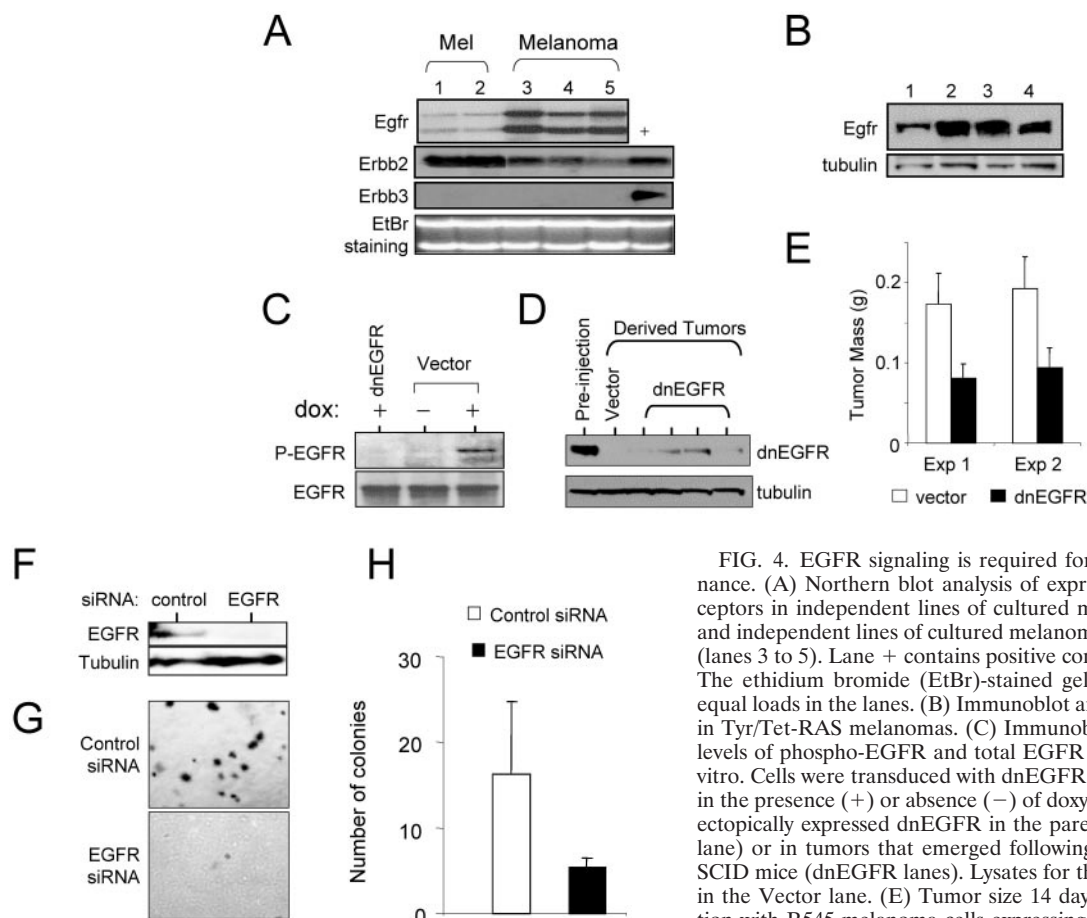 A
Mel Melanoma
1 2 3 4 5
Egfr
+
Erbb2
Erbb3
EtBr
staining
B
1 2 3 4
Egfr
tubulin
C
dnEGFR
Vector
dox: + − +
P-EGFR
EGFR
D
Derived Tumors
Pre-injection
Vector
dnEGFR
dnEGFR
tubulin
E
Tumor Mass (g)
0.2
0.1
0
Exp 1 Exp 2
vector dnEGFR
F
siRNA: control EGFR
EGFR
Tubulin
G
Control
siRNA
EGFR
siRNA
H
Control siRNA
EGFR siRNA
Number of colonies
30
20
10
0
FIG. 4. EGFR signaling is required for
nance. (A) Northern blot analysis of expr
ceptors in independent lines of cultured m
and independent lines of cultured melanom
(lanes 3 to 5). Lane + contains positive con
The ethidium bromide (EtBr)-stained gel
equal loads in the lanes. (B) Immunoblot a
in Tyr/Tet-RAS melanomas. (C) Immunob
levels of phospho-EGFR and total EGFR
vitro. Cells were transduced with dnEGFR
in the presence (+) or absence (−) of doxy
ectopically expressed dnEGFR in the pare
lane) or in tumors that emerged following
SCID mice (dnEGFR lanes). Lysates for th
in the Vector lane. (E) Tumor size 14 day